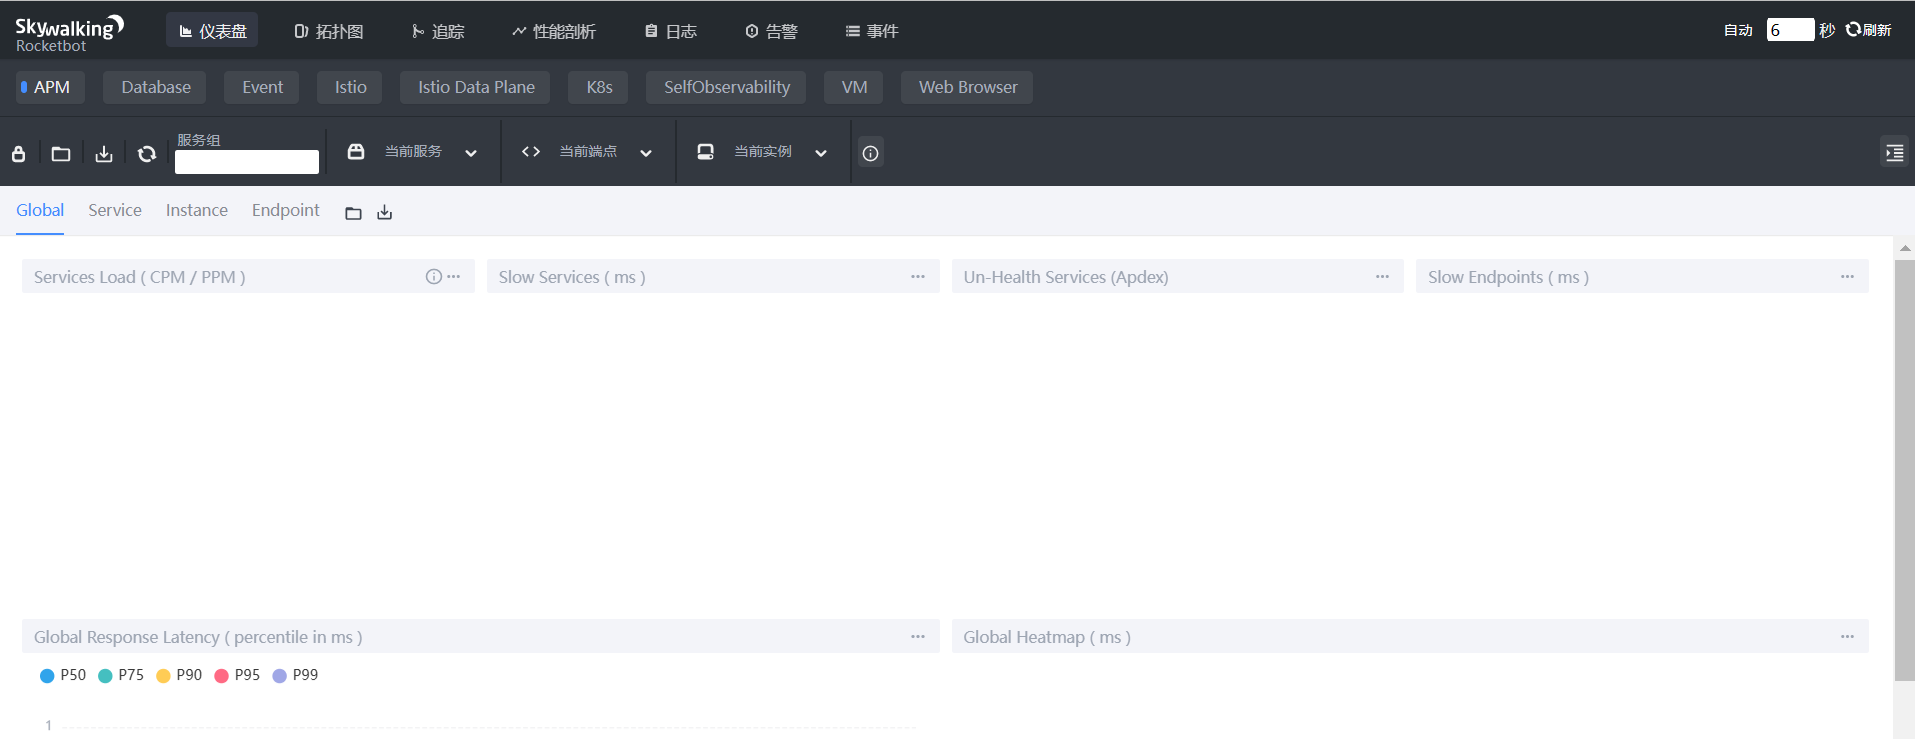 Skywalking
Rocketbot
仪表盘 拓扑图 追踪 性能剖析 日志 告警 事件 自动 6 秒 刷新
APM Database Event Istio Istio Data Plane K8s SelfObservability VM Web Browser
服务组
当前服务 当前端点 当前实例
Global Service Instance Endpoint
Services Load ( CPM / PPM ) Slow Services ( ms ) Un-Health Services (Apdex) Slow Endpoints ( ms )
Global Response Latency ( percentile in ms ) Global Heatmap ( ms )
P50 P75 P90 P95 P99
1